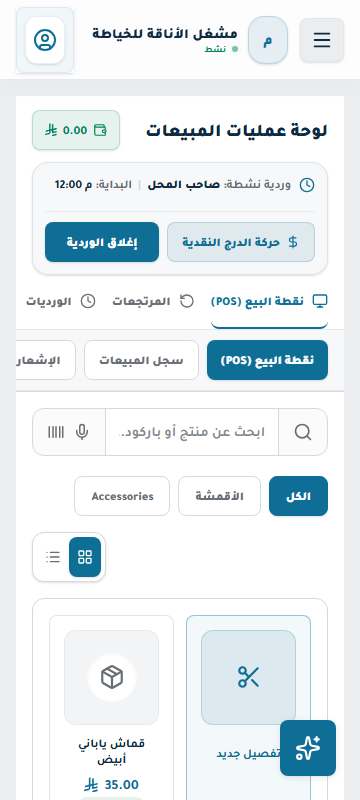 مشغل الأناقة للخياطة
نشط
م
لوحة عمليات المبيعات
0.00
وردية نشطة: صاحب المحل | البداية: 12:00 م
حركة الدرج النقدية
إغلاق الوردية
نقطة البيع (POS)
المرتجعات
الورديات
نقطة البيع (POS)
سجل المبيعات
الإشعار
ابحث عن منتج أو باركود.
الكل
الأقمشة
Accessories
تفصيل جديد
قماش ياباني
أبيض
35.00